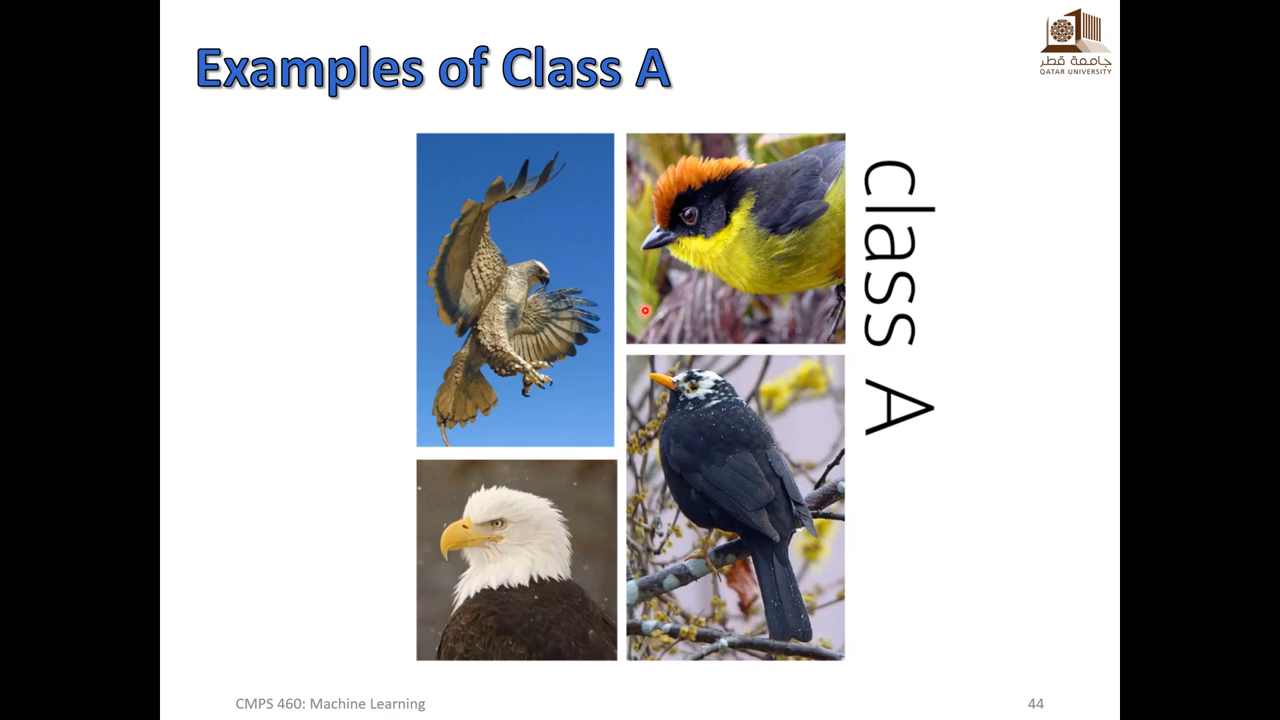 Examples of Class A
جامعة قطر
QATAR UNIVERSITY
class A
CMPS 460: Machine Learning
44